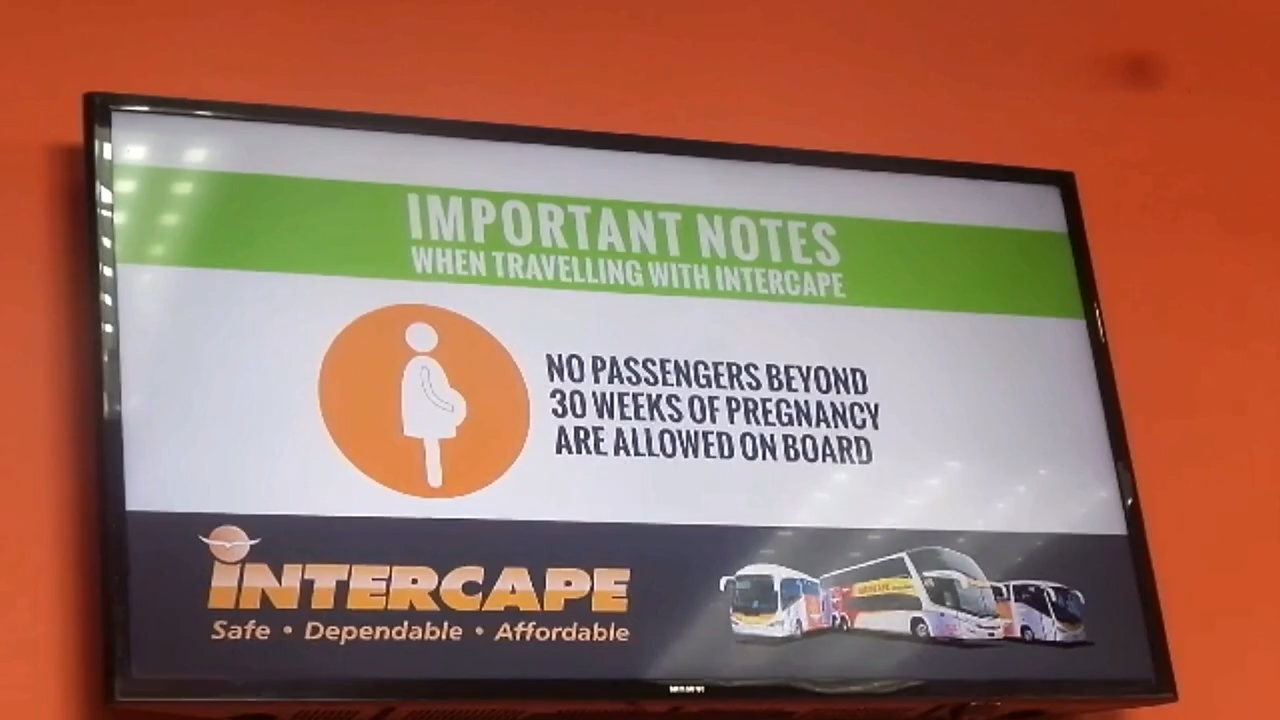 IMPORTANT NOTES
WHEN TRAVELLING WITH INTERCAPE
NO PASSENGERS BEYOND
30 WEEKS OF PREGNANCY
ARE ALLOWED ON BOARD
INTERCAPE
Safe • Dependable • Affordable